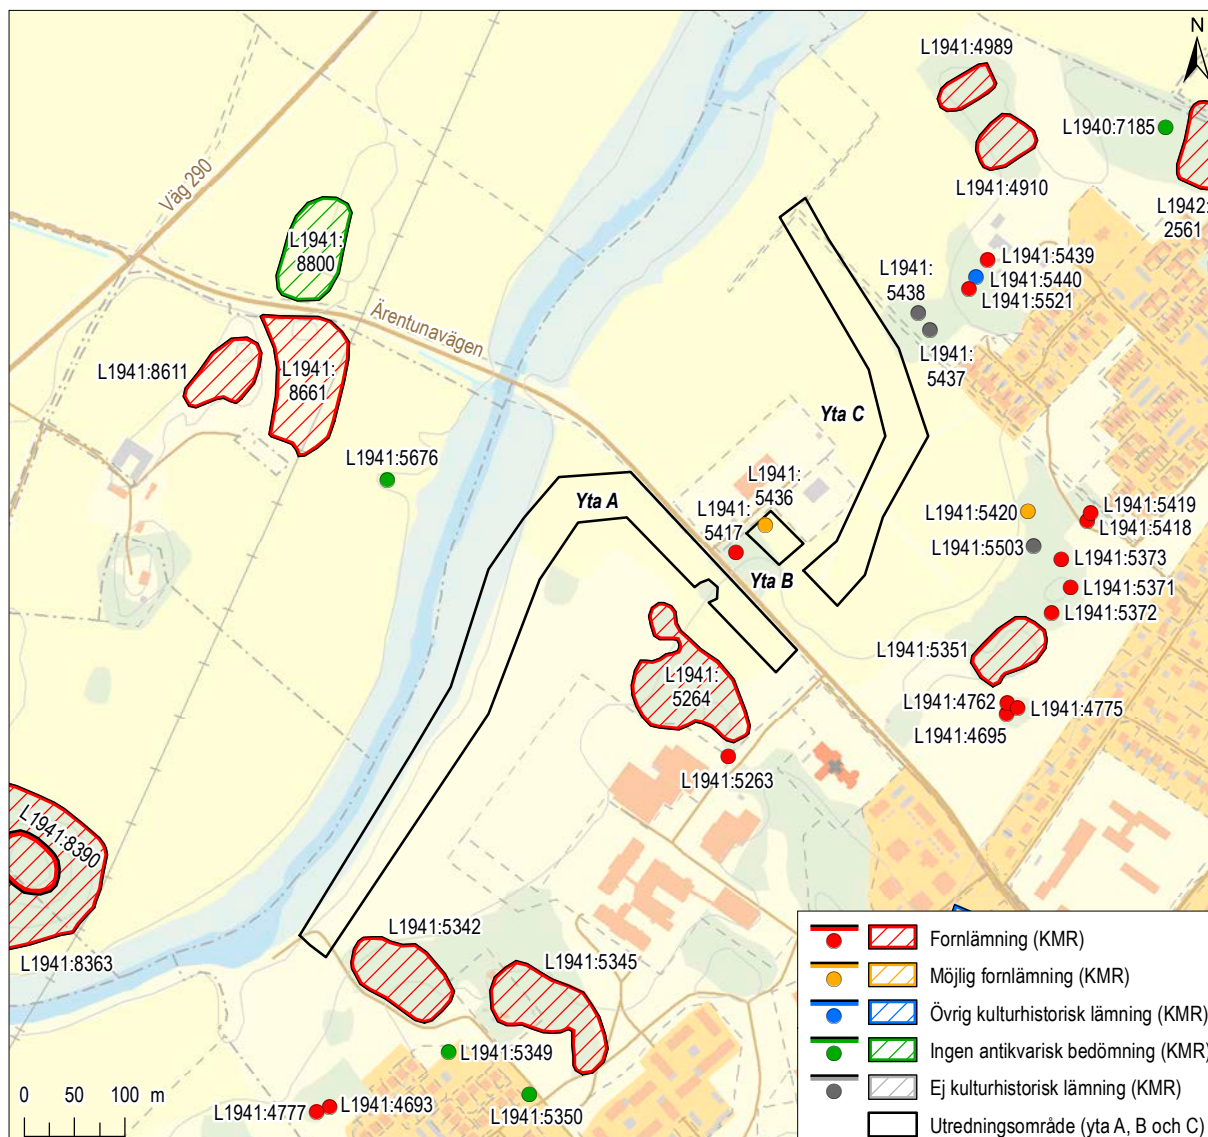 L1941:4989
N
L1940:7185
L1941:4910
L1942:
2561
Väg 290
L1941:
8800
L1941:5439
L1941:5440
L1941:5521
L1941:
5438
L1941:
5437
Ärentunavägen
L1941:8611
L1941:
8661
Yta C
L1941:5676
Yta A
L1941:
5436
L1941:
5417
Yta B
L1941:5419
L1941:5420
L1941:5418
L1941:5503
L1941:5373
L1941:5371
L1941:5372
L1941:5351
L1941:
5264
L1941:4762
L1941:4775
L1941:4695
L1941:5263
L1941:8390
L1941:8363
L1941:5342
L1941:5345
L1941:5349
L1941:5350
L1941:4693
L1941:4777
0 50 100 m
Fornlämning (KMR)
Möjlig fornlämning (KMR)
Övrig kulturhistorisk lämning (KMR)
Ingen antikvarisk bedömning (KMR)
Ej kulturhistorisk lämning (KMR)
Utredningsområde (yta A, B och C)